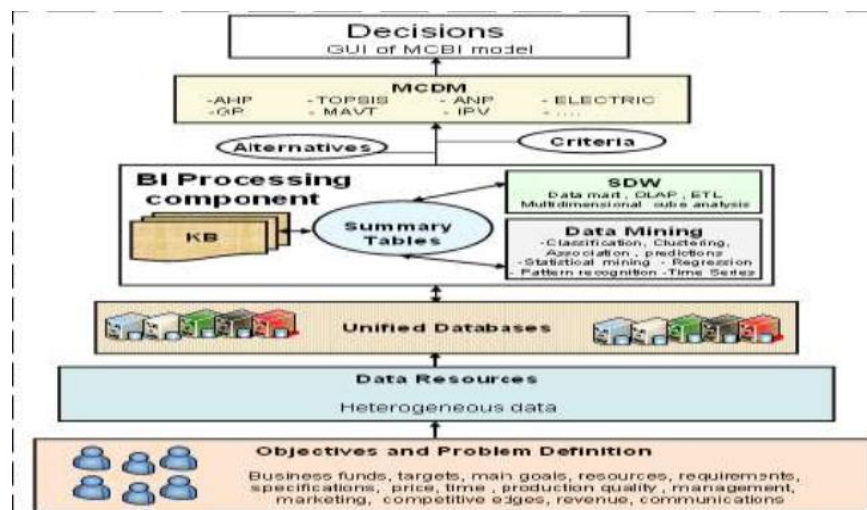 Decisions
GUI of MCBI model
MCDM
-AHP - TOPSIS - ANP - ELECTRIC
-GP - MAVT - IPV - ....
Alternatives
Criteria
BI Processing
component
SDW
Data mart , OLAP , ETL
Multidimensional cube analysis
KB
Summary
Tables
Data Mining
-Classification, Clustering,
Association , predictions
-Statistical mining - Regression
- Pattern recognition -Time Series
Unified Databases
Data Resources
Heterogeneous data
Objectives and Problem Definition
Business funds, targets, main goals, resources, requirements,
specifications, price, time , production quality , management,
marketing, competitive edges, revenue, communications